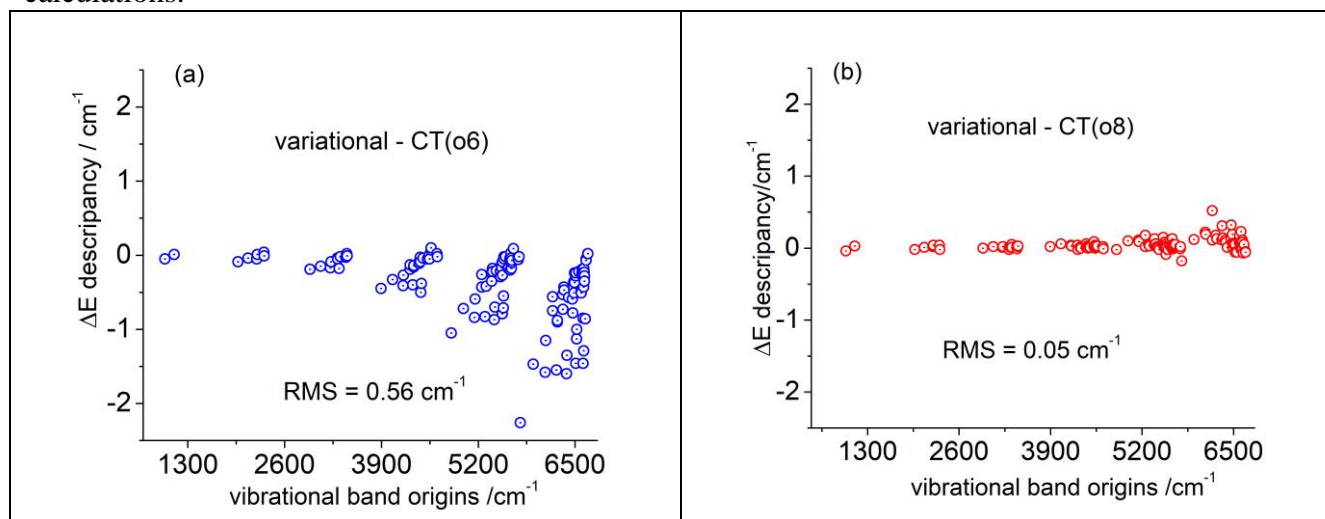 calculations.
(a)
variational - CT(o6)
RMS = 0.56 cm-1
ΔE descripancy / cm-1
2
1
0
-1
-2
1300 2600 3900 5200 6500
vibrational band origins /cm-1
(b)
variational - CT(o8)
RMS = 0.05 cm-1
ΔE descripancy/cm-1
2
1
0
-1
-2
1300 2600 3900 5200 6500
vibrational band origins /cm-1